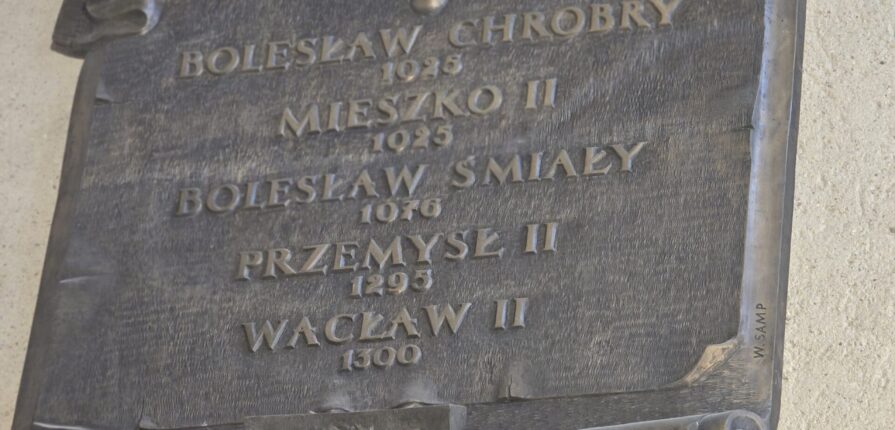 BOLESŁAW CHROBRY
1025
MIESZKO II
1025
BOLESŁAW ŚMIAŁY
1076
PRZEMYSŁ II
1295
WACŁAW II
1300
W. SAMP